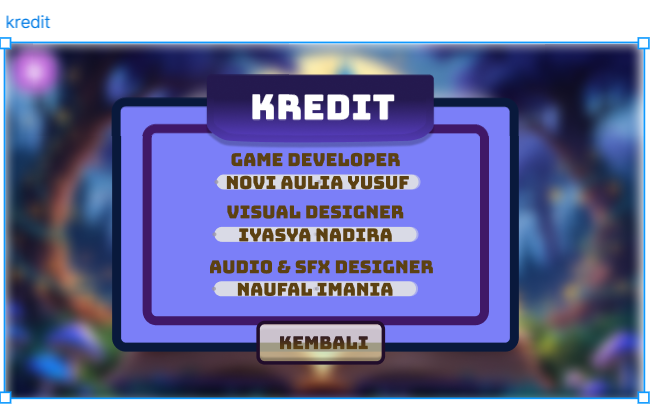 kredit
KREDIT
GAME DEVELOPER
NOVI AULIA YUSUF
VISUAL DESIGNER
IYASYA NADIRA
AUDIO & SFX DESIGNER
NAUFAL IMANIA
KEMBALI